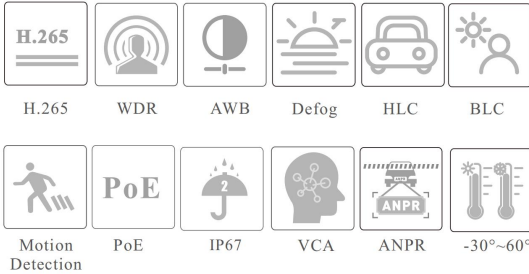 H.265
H.265 WDR AWB Defog HLC BLC
PoE 2 ANPR
Motion Detection PoE IP67 VCA ANPR -30°~60°